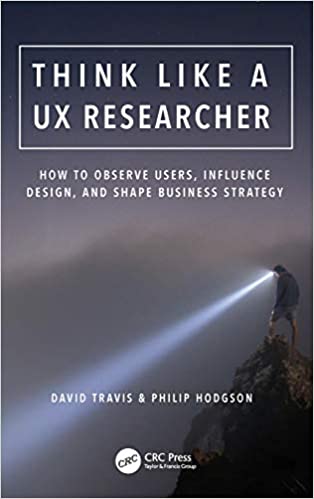 THINK LIKE A
UX RESEARCHER
HOW TO OBSERVE USERS, INFLUENCE
DESIGN, AND SHAPE BUSINESS STRATEGY
DAVID TRAVIS & PHILIP HODGSON
CRC
CRC Press
Taylor & Francis Group